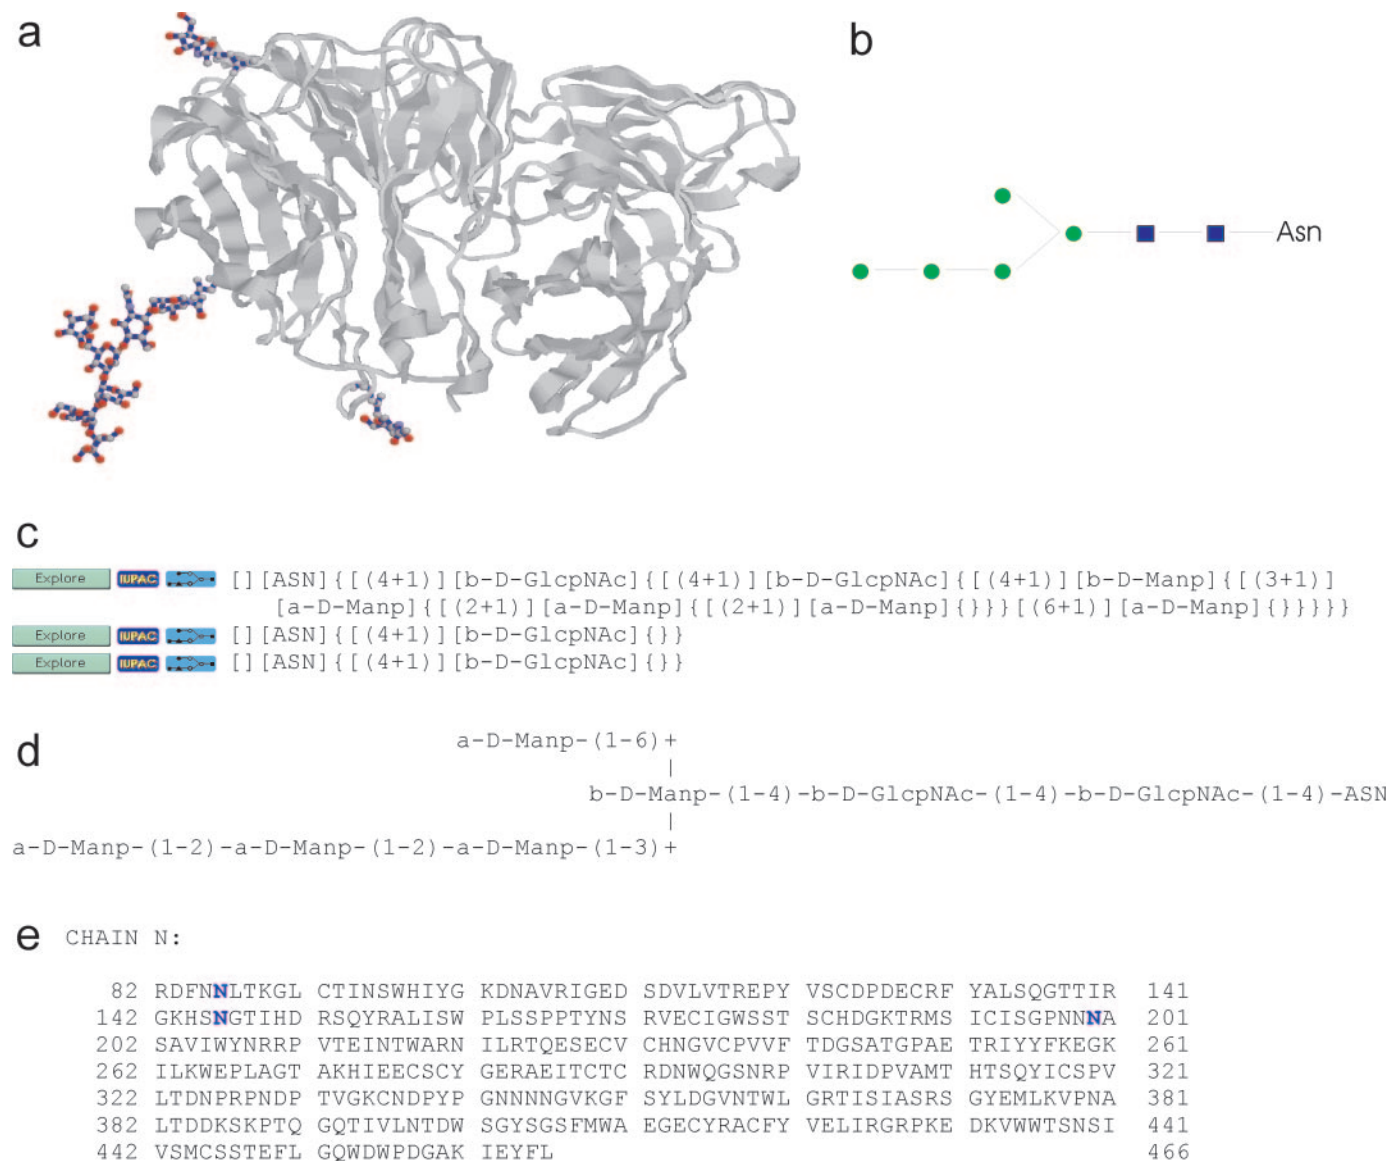 a
b
Asn
c
Explore IUPAC [][ASN]{[(4+1)][b-D-GlcpNAc]{[(4+1)][b-D-GlcpNAc]{[(4+1)][b-D-Manp]{[(3+1)]
[a-D-Manp]{[(2+1)][a-D-Manp]{[(2+1)][a-D-Manp]{}}}[(6+1)][a-D-Manp]{}}}}}
Explore IUPAC [][ASN]{[(4+1)][b-D-GlcpNAc]{}}
Explore IUPAC [][ASN]{[(4+1)][b-D-GlcpNAc]{}}
d
a-D-Manp-(1-6)+
|
b-D-Manp-(1-4)-b-D-GlcpNAc-(1-4)-b-D-GlcpNAc-(1-4)-ASN
|
a-D-Manp-(1-2)-a-D-Manp-(1-2)-a-D-Manp-(1-3)+
e CHAIN N:
82 RDFNNLTKGL CTINSWHIYG KDNAVRIGED SDVLVTREPY VSCDPDECRF YALSQGTTIR 141
142 GKHSNGTIHD RSQYRALISW PLSSPPTYNS RVECIGWSST SCHDGKTRMS ICISGPNNNA 201
202 SAVIWYNRRP VTEINTWARN ILRTQESECV CHNGVCPVVF TDGSATGPAE TRIYYFKEGK 261
262 ILKWEPLAGT AKHIEECSCY GERAEITCTC RDNWQGSNRP VIRIDPVAMT HTSQYICSPV 321
322 LTDNPRPNDP TVGKCNDPYP GNNNNGVKGF SYLDGVNTWL GRTISIASRS GYEMLKVPNA 381
382 LTDDKSKPTQ GQTIVLNTDW SGYSGSFMWA EGECYRACFY VELIRGRPKE DKVWWTSNSI 441
442 VSMCSSTEFL GQWDWPDGAK IEYFL 466